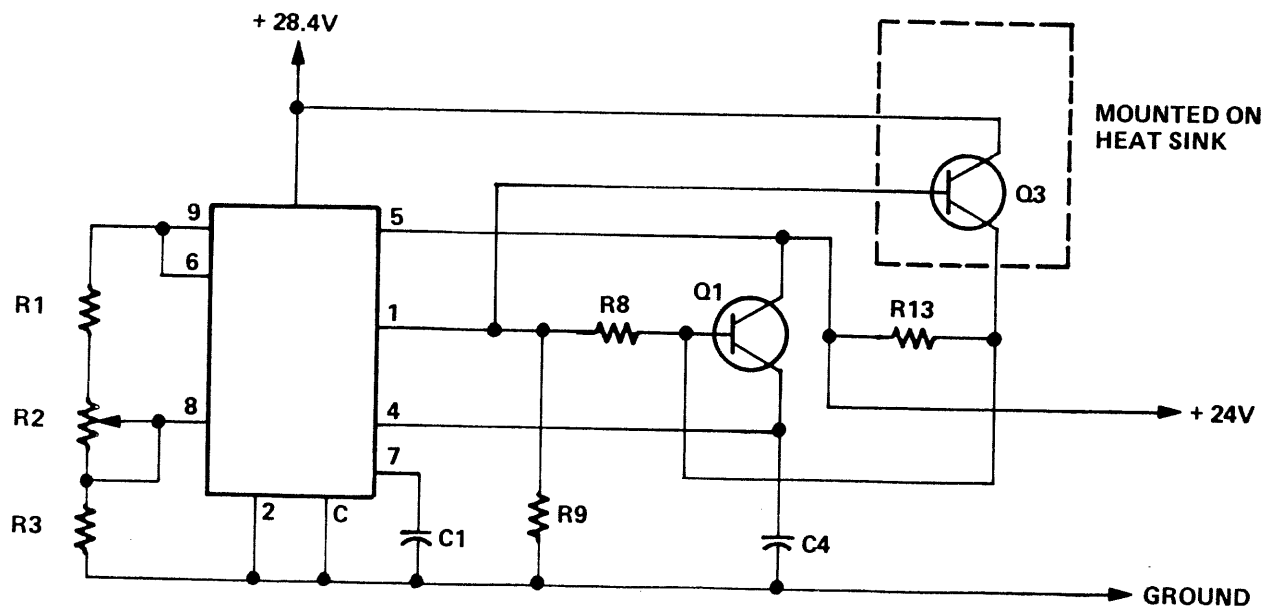 + 28.4V
MOUNTED ON
HEAT SINK
Q3
9
5
6
R1
1
R8
Q1
R13
R2
8
4
+ 24V
7
R3
2
C
C1
R9
C4
GROUND